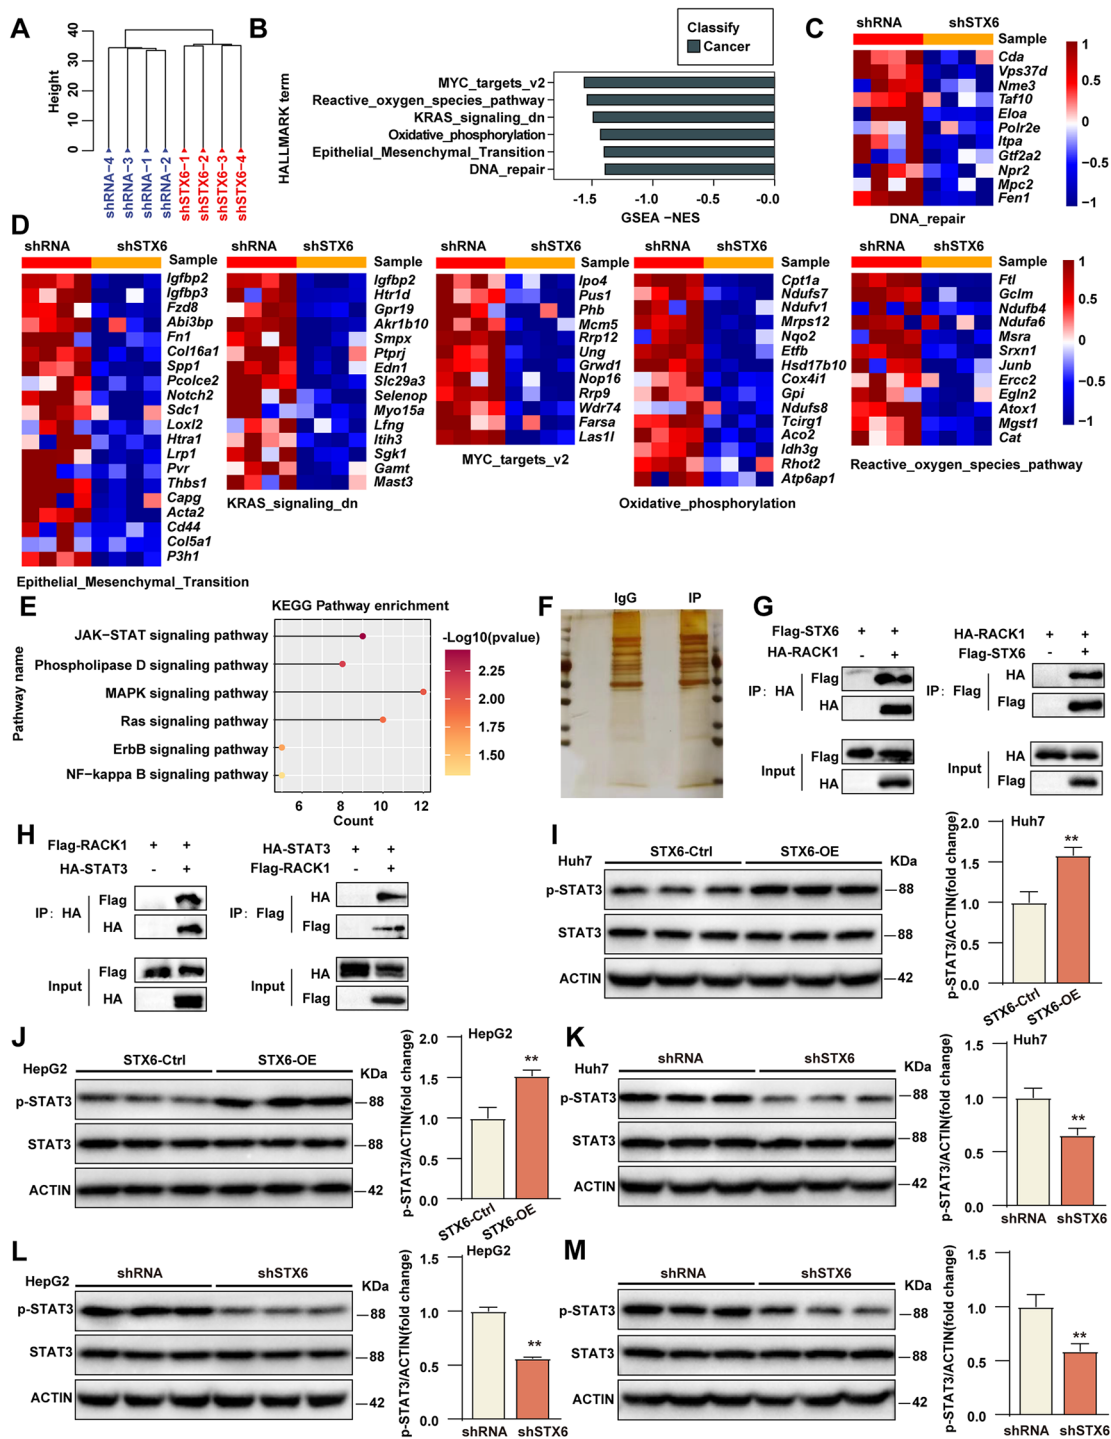 A
Height
40
30
20
10
0
shRNA-4
shRNA-3
shRNA-1
shRNA-2
shSTX6-1
shSTX6-2
shSTX6-3
shSTX6-4
B
Classify
Cancer
HALLMARK term
MYC_targets_v2
Reactive_oxygen_species_pathway
KRAS_signaling_dn
Oxidative_phosphorylation
Epithelial_Mesenchymal_Transition
DNA_repair
-1.5 -1.0 -0.5 -0.0
GSEA -NES
C
shRNA shSTX6
Sample
Cda
Vps37d
Nme3
Taf10
Eloa
Polr2e
Itpa
Gtf2a2
Npr2
Mpc2
Fen1
DNA_repair
1
0.5
0
-0.5
-1
D
shRNA shSTX6
Sample
Igfbp2
Igfbp3
Fzd8
Abi3bp
Fn1
Col16a1
Spp1
Pcolce2
Notch2
Sdc1
Loxl2
Htra1
Lrp1
Pvr
Thbs1
Capg
Acta2
Cd44
Col5a1
P3h1
Epithelial_Mesenchymal_Transition
shRNA shSTX6
Sample
Igfbp2
Htr1d
Gpr19
Akr1b10
Smpx
Ptprj
Edn1
Slc29a3
Selenop
Myo15a
Lfng
Itih3
Sgk1
Gamt
Mast3
KRAS_signaling_dn
shRNA shSTX6
Sample
Ipo4
Pus1
Phb
Mcm5
Rrp12
Ung
Grwd1
Nop16
Rrp9
Wdr74
Farsa
Las1l
MYC_targets_v2
shRNA shSTX6
Sample
Cpt1a
Ndufs7
Ndufv1
Mrps12
Nqo2
Etfb
Hsd17b10
Cox4i1
Gpi
Ndufs8
Tcirg1
Aco2
Idh3g
Rhot2
Atp6ap1
Oxidative_phosphorylation
shRNA shSTX6
Sample
Ftl
Gclm
Ndufb4
Ndufa6
Msra
Srxn1
Junb
Ercc2
Egln2
Atox1
Mgst1
Cat
Reactive_oxygen_species_pathway
1
0.5
0
-0.5
-1
E
KEGG Pathway enrichment
Pathway name
JAK-STAT signaling pathway
Phospholipase D signaling pathway
MAPK signaling pathway
Ras signaling pathway
ErbB signaling pathway
NF-kappa B signaling pathway
6 8 10 12
Count
-Log10(pvalue)
2.25
2.00
1.75
1.50
F
IgG IP
G
Flag-STX6 + +
HA-RACK1 - +
IP: HA
Flag
HA
Input
Flag
HA
HA-RACK1 + +
Flag-STX6 - +
IP: Flag
HA
Flag
Input
HA
Flag
H
Flag-RACK1 + +
HA-STAT3 - +
IP: HA
Flag
HA
Input
Flag
HA
HA-STAT3 + +
Flag-RACK1 - +
IP: Flag
HA
Flag
Input
HA
Flag
I
Huh7
STX6-Ctrl STX6-OE
KDa
p-STAT3 -88
STAT3 -88
ACTIN -42
Huh7
p-STAT3/ACTIN(fold change)
2.0
1.5
1.0
0.5
0.0
**
STX6-Ctrl
STX6-OE
J
HepG2
STX6-Ctrl STX6-OE
KDa
p-STAT3 -88
STAT3 -88
ACTIN -42
HepG2
p-STAT3/ACTIN(fold change)
2.0
1.5
1.0
0.5
0.0
**
STX6-Ctrl
STX6-OE
K
Huh7
shRNA shSTX6
KDa
p-STAT3 -88
STAT3 -88
ACTIN -42
Huh7
p-STAT3/ACTIN(fold change)
1.5
1.0
0.5
0.0
**
shRNA shSTX6
L
HepG2
shRNA shSTX6
KDa
p-STAT3 -88
STAT3 -88
ACTIN -42
HepG2
p-STAT3/ACTIN(fold change)
1.5
1.0
0.5
0.0
**
shRNA shSTX6
M
shRNA shSTX6
KDa
p-STAT3 -88
STAT3 -88
ACTIN -42
p-STAT3/ACTIN(fold change)
1.5
1.0
0.5
0.0
**
shRNA shSTX6